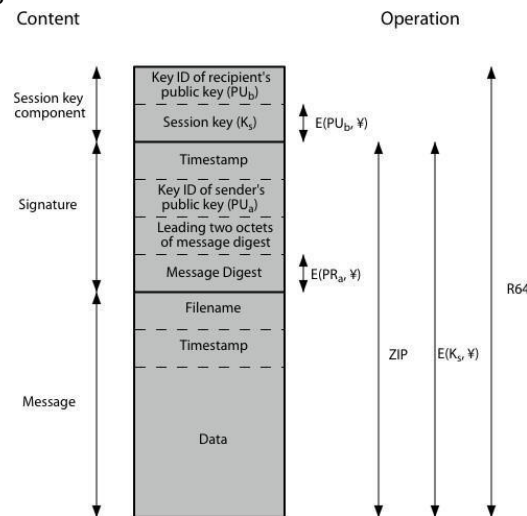 Content
Operation
Key ID of recipient's
public key (PUb)
Session key
component
Session key (Ks)
E(PUb, ¥)
Timestamp
Signature
Key ID of sender's
public key (PUa)
Leading two octets
of message digest
Message Digest
E(PRa, ¥)
R64
Filename
Timestamp
ZIP
E(Ks, ¥)
Message
Data